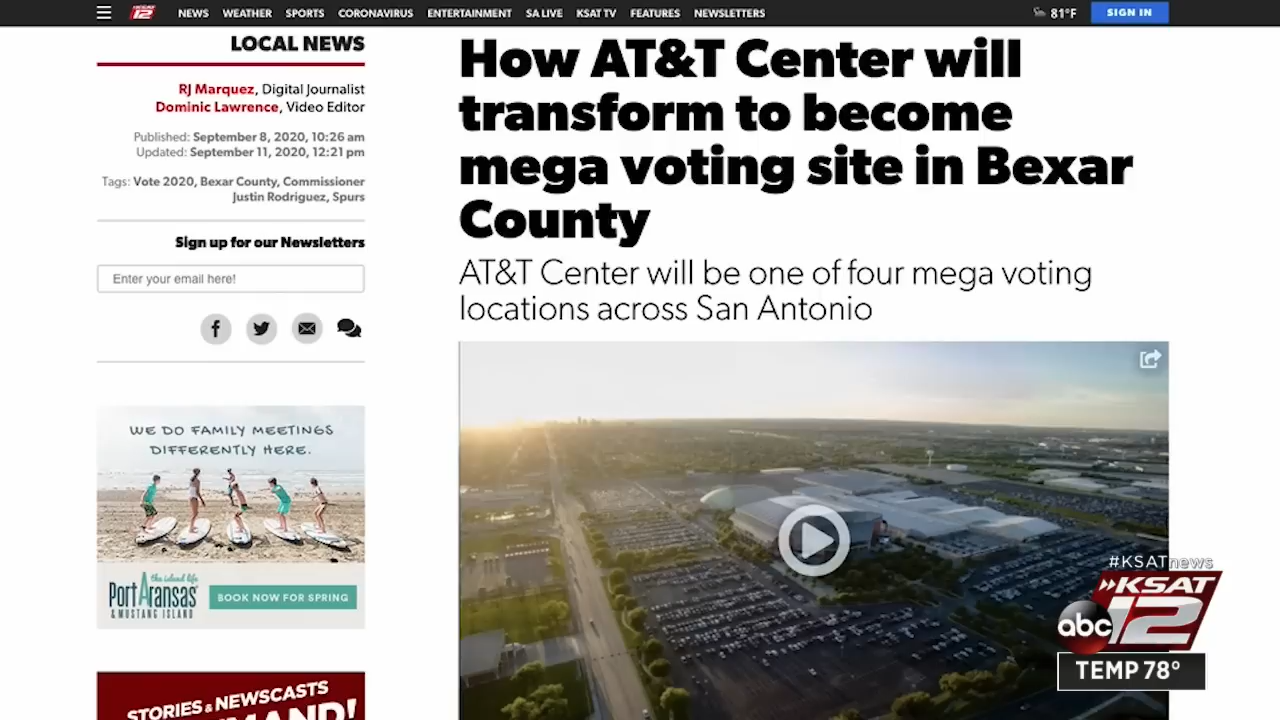 12
NEWS WEATHER SPORTS CORONAVIRUS ENTERTAINMENT SA LIVE KSAT TV FEATURES NEWSLETTERS
81°F
SIGN IN
LOCAL NEWS
RJ Marquez, Digital Journalist
Dominic Lawrence, Video Editor
Published: September 8, 2020, 10:26 am
Updated: September 11, 2020, 12:21 pm
Tags: Vote 2020, Bexar County, Commissioner
Justin Rodriguez, Spurs
Sign up for our Newsletters
Enter your email here!
WE DO FAMILY MEETINGS
DIFFERENTLY HERE.
the island life
Port Aransas
& MUSTANG ISLAND
BOOK NOW FOR SPRING
STORIES & NEWSCASTS
MAND!
How AT&T Center will
transform to become
mega voting site in Bexar
County
AT&T Center will be one of four mega voting
locations across San Antonio
#KSATnews
KSAT
abc 12
TEMP 78°